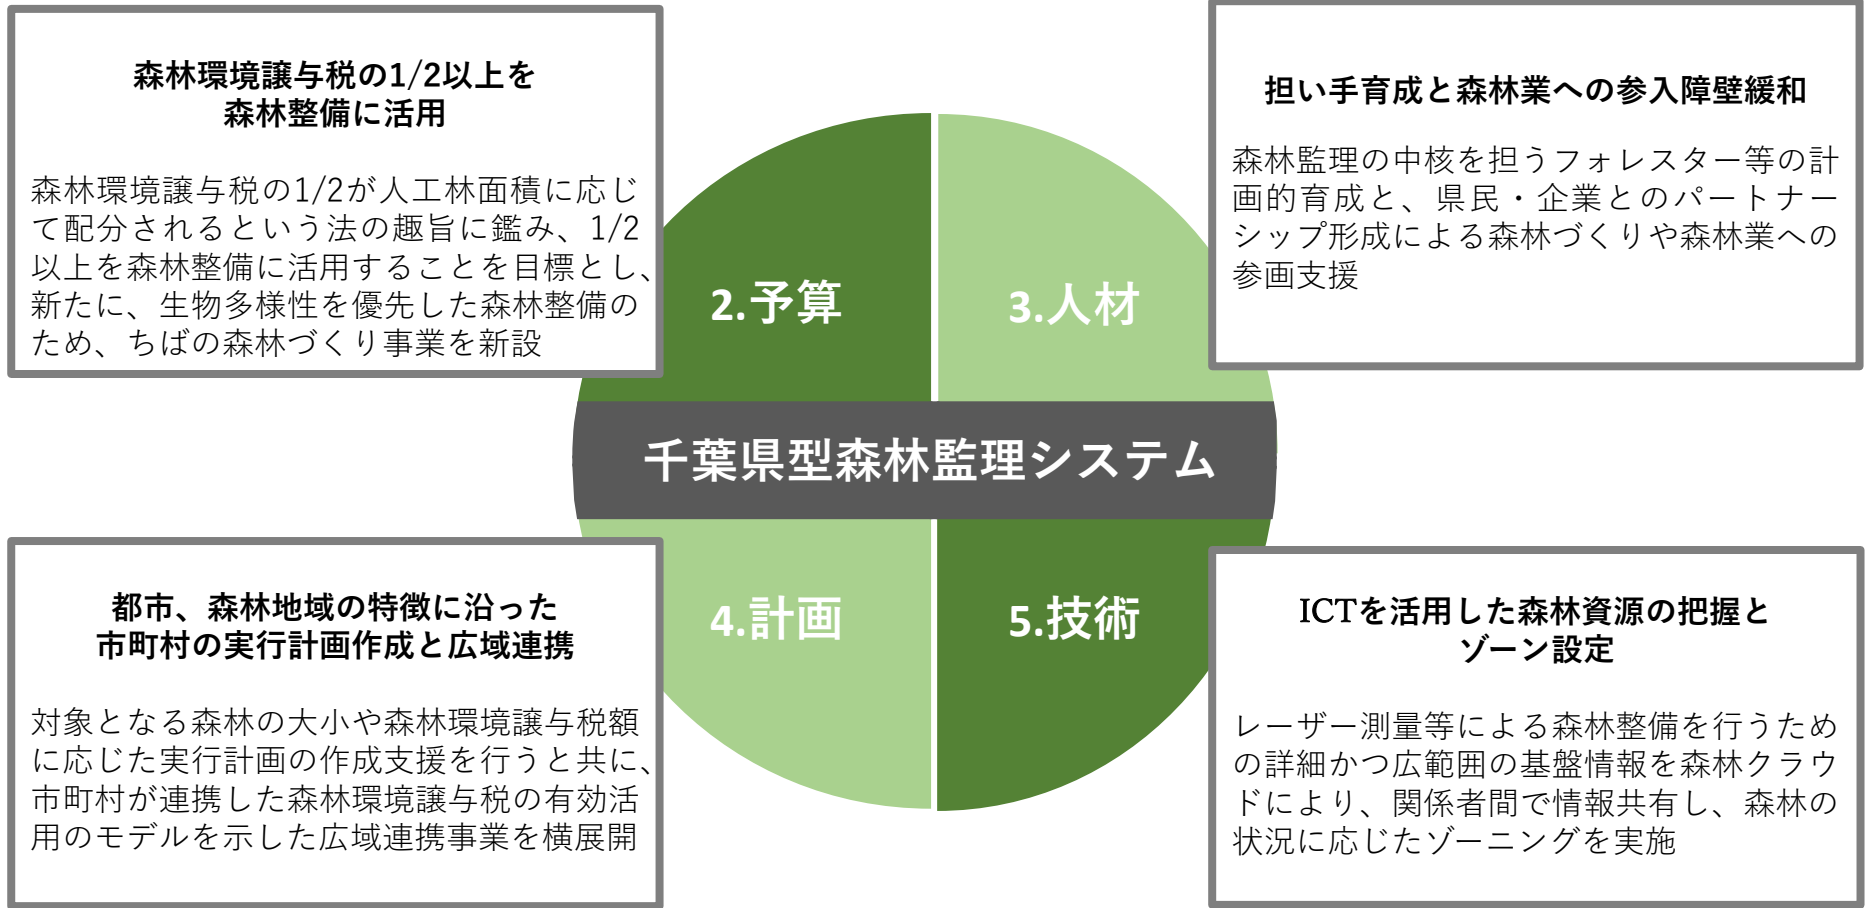 森林環境譲与税の1/2以上を
森林整備に活用
森林環境譲与税の1/2が人工林面積に応じ
て配分されるという法の趣旨に鑑み、1/2
以上を森林整備に活用することを目標とし、
新たに、生物多様性を優先した森林整備の
ため、ちばの森林づくり事業を新設
担い手育成と森林業への参入障壁緩和
森林監理の中核を担うフォレスター等の計
画的育成と、県民・企業とのパートナー
シップ形成による森林づくりや森林業への
参画支援
2.予算
3.人材
千葉県型森林監理システム
4.計画
5.技術
都市、森林地域の特徴に沿った
市町村の実行計画作成と広域連携
対象となる森林の大小や森林環境譲与税額
に応じた実行計画の作成支援を行うと共に、
市町村が連携した森林環境譲与税の有効活
用のモデルを示した広域連携事業を横展開
ICTを活用した森林資源の把握と
ゾーン設定
レーザー測量等による森林整備を行うため
の詳細かつ広範囲の基盤情報を森林クラウ
ドにより、関係者間で情報共有し、森林の
状況に応じたゾーニングを実施